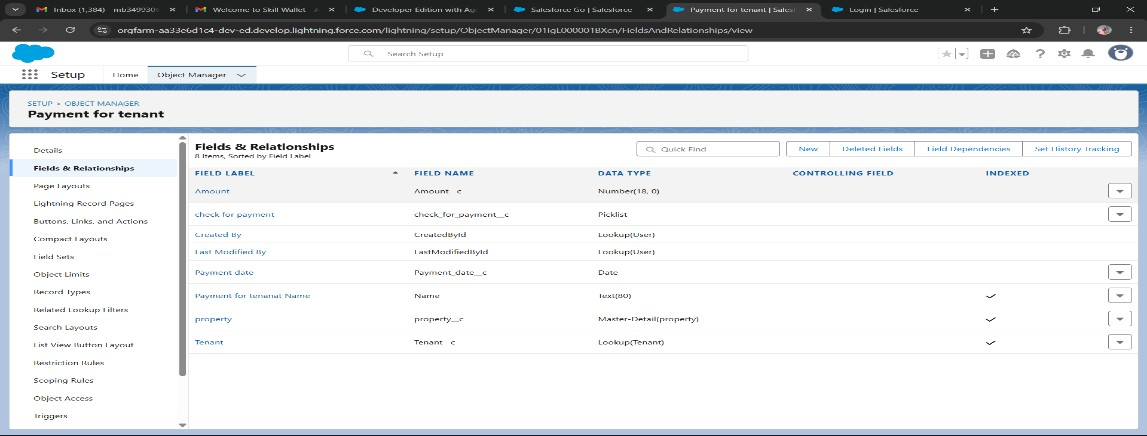 Inbox (1,384) - mb349930
Welcome to Skill Wallet - A
Developer Edition with Age
Salesforce Go | Salesforce
Payment for tenant | Salesf
Login | Salesforce
orgfarm-aa33e6d1c4-dev-ed.develop.lightning.force.com/lightning/setup/ObjectManager/01IgL000001BXcn/FieldsAndRelationships/view
Search Setup
Setup
Home
Object Manager
SETUP > OBJECT MANAGER
Payment for tenant
Details
Fields & Relationships
Page Layouts
Lightning Record Pages
Buttons, Links, and Actions
Compact Layouts
Field Sets
Object Limits
Record Types
Related Lookup Filters
Search Layouts
List View Button Layout
Restriction Rules
Scoping Rules
Object Access
Triggers
Fields & Relationships
8 Items, Sorted by Field Label
Quick Find
New
Deleted Fields
Field Dependencies
Set History Tracking
FIELD LABEL FIELD NAME DATA TYPE CONTROLLING FIELD INDEXED
Amount Amount__c Number(18, 0)
check for payment check_for_payment__c Picklist
Created By CreatedById Lookup(User)
Last Modified By LastModifiedById Lookup(User)
Payment date Payment_date__c Date
Payment for tenanat Name Name Text(80)
property property__c Master-Detail(property)
Tenant Tenant__c Lookup(Tenant)